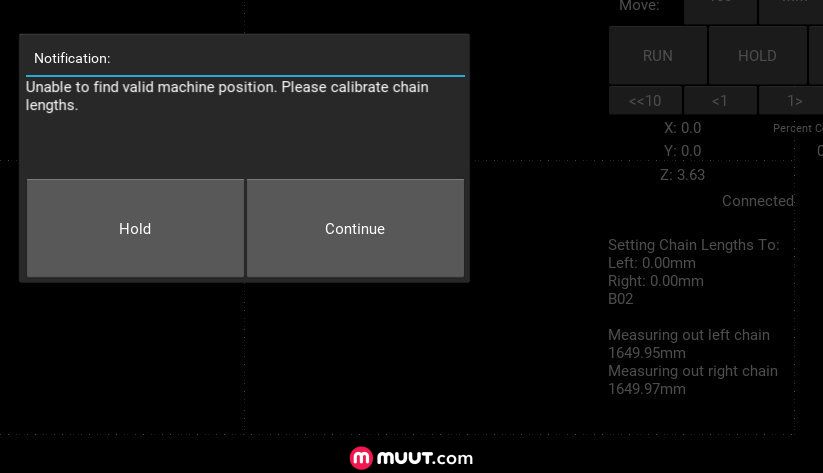 Move:
RUN
HOLD
<<10
<1
1>
Notification:
Unable to find valid machine position. Please calibrate chain
lengths.
Hold
Continue
X: 0.0
Percent C
Y: 0.0
Z: 3.63
Connected
Setting Chain Lengths To:
Left: 0.00mm
Right: 0.00mm
B02
Measuring out left chain
1649.95mm
Measuring out right chain
1649.97mm
muut.com